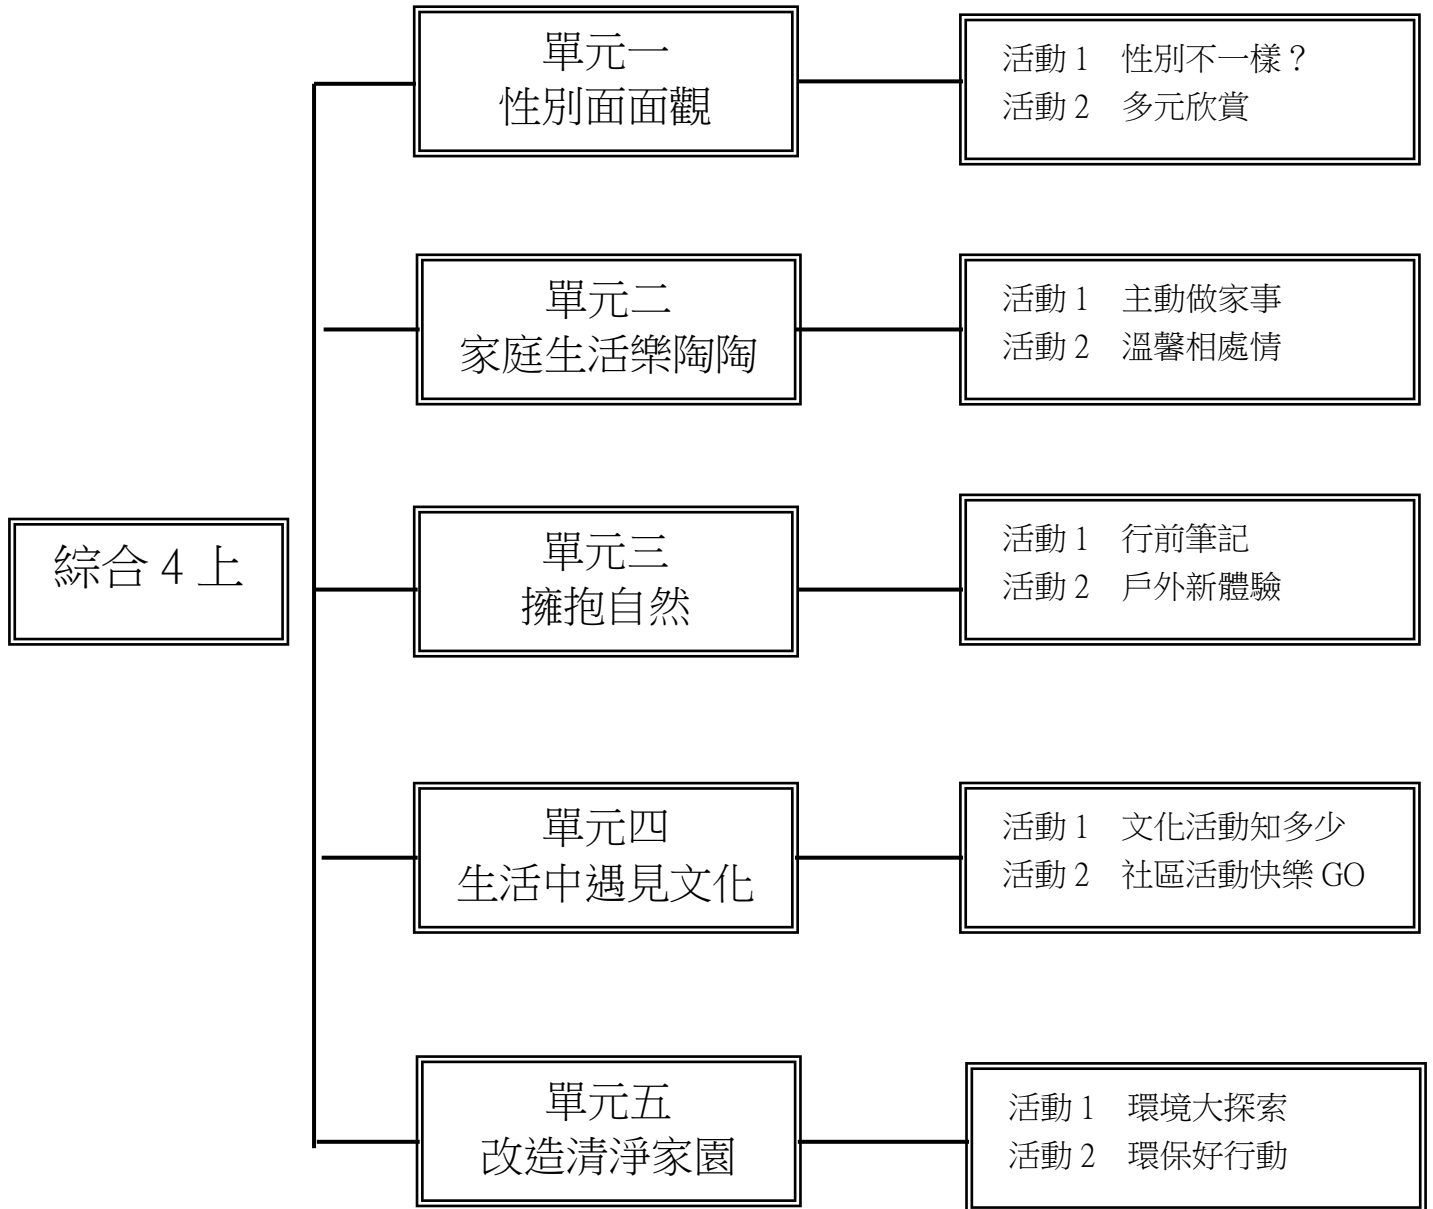 單元一
性別面面觀
活動 1　性別不一樣？
活動 2　多元欣賞
單元二
家庭生活樂陶陶
活動 1　主動做家事
活動 2　溫馨相處情
綜合 4 上
單元三
擁抱自然
活動 1　行前筆記
活動 2　戶外新體驗
單元四
生活中遇見文化
活動 1　文化活動知多少
活動 2　社區活動快樂 GO
單元五
改造清淨家園
活動 1　環境大探索
活動 2　環保好行動